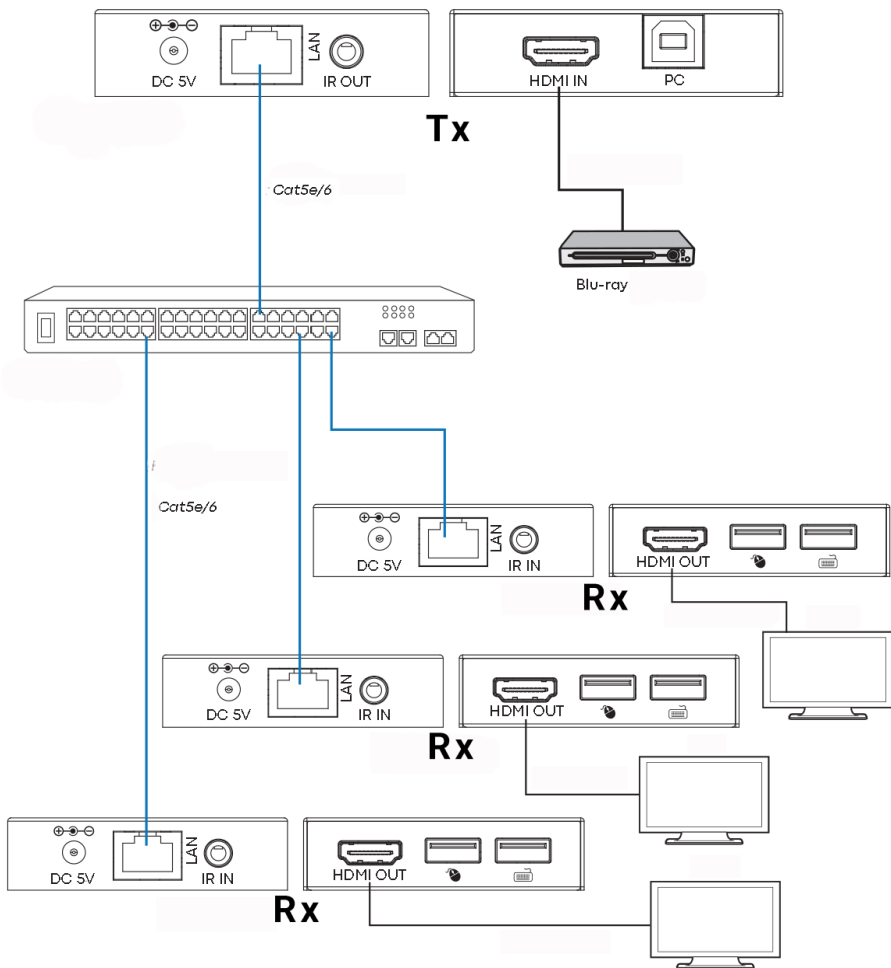 DC 5V
LAN
IR OUT
HDMI IN
PC
Tx
Cat5e/6
Blu-ray
Cat5e/6
DC 5V
LAN
IR IN
HDMI OUT
Rx
DC 5V
LAN
IR IN
HDMI OUT
Rx
DC 5V
LAN
IR IN
HDMI OUT
Rx